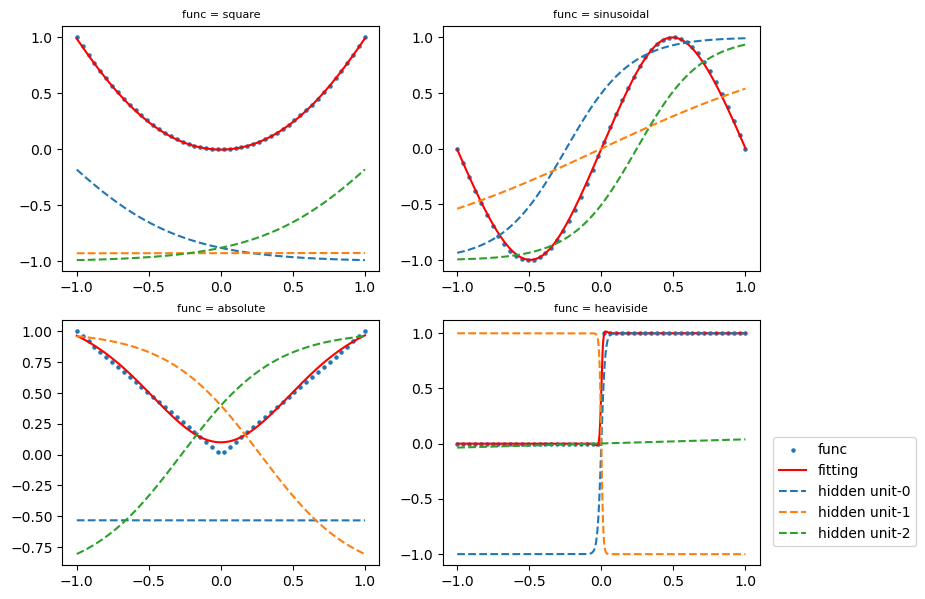 func = square
1.0
0.5
0.0
−0.5
−1.0
−1.0 −0.5 0.0 0.5 1.0
func = sinusoidal
1.0
0.5
0.0
−0.5
−1.0
−1.0 −0.5 0.0 0.5 1.0
func = absolute
1.00
0.75
0.50
0.25
0.00
−0.25
−0.50
−0.75
−1.0 −0.5 0.0 0.5 1.0
func = heaviside
1.0
0.5
0.0
−0.5
−1.0
−1.0 −0.5 0.0 0.5 1.0
func
fitting
hidden unit-0
hidden unit-1
hidden unit-2